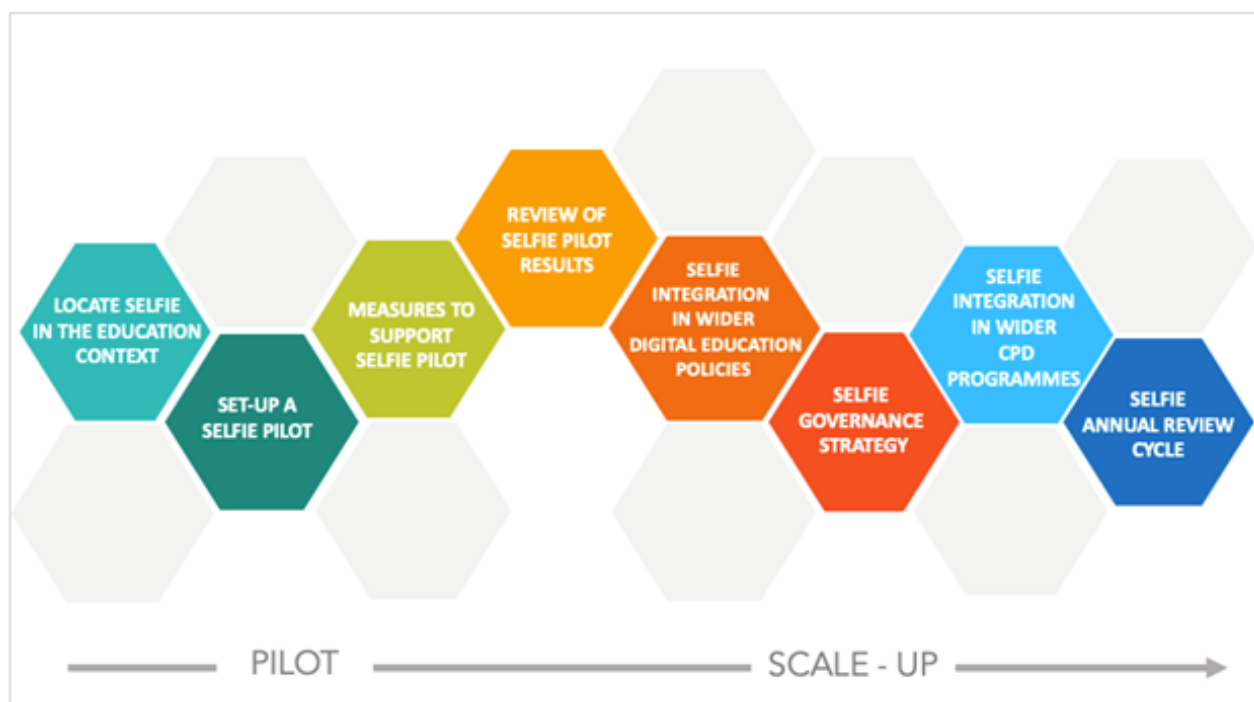 LOCATE SELFIE
IN THE EDUCATION
CONTEXT
SET-UP A
SELFIE PILOT
MEASURES TO
SUPPORT
SELFIE PILOT
REVIEW OF
SELFIE PILOT
RESULTS
SELFIE
INTEGRATION
IN WIDER
DIGITAL EDUCATION
POLICIES
SELFIE
GOVERNANCE
STRATEGY
SELFIE
INTEGRATION
IN WIDER
CPD
PROGRAMMES
SELFIE
ANNUAL REVIEW
CYCLE
PILOT
SCALE - UP